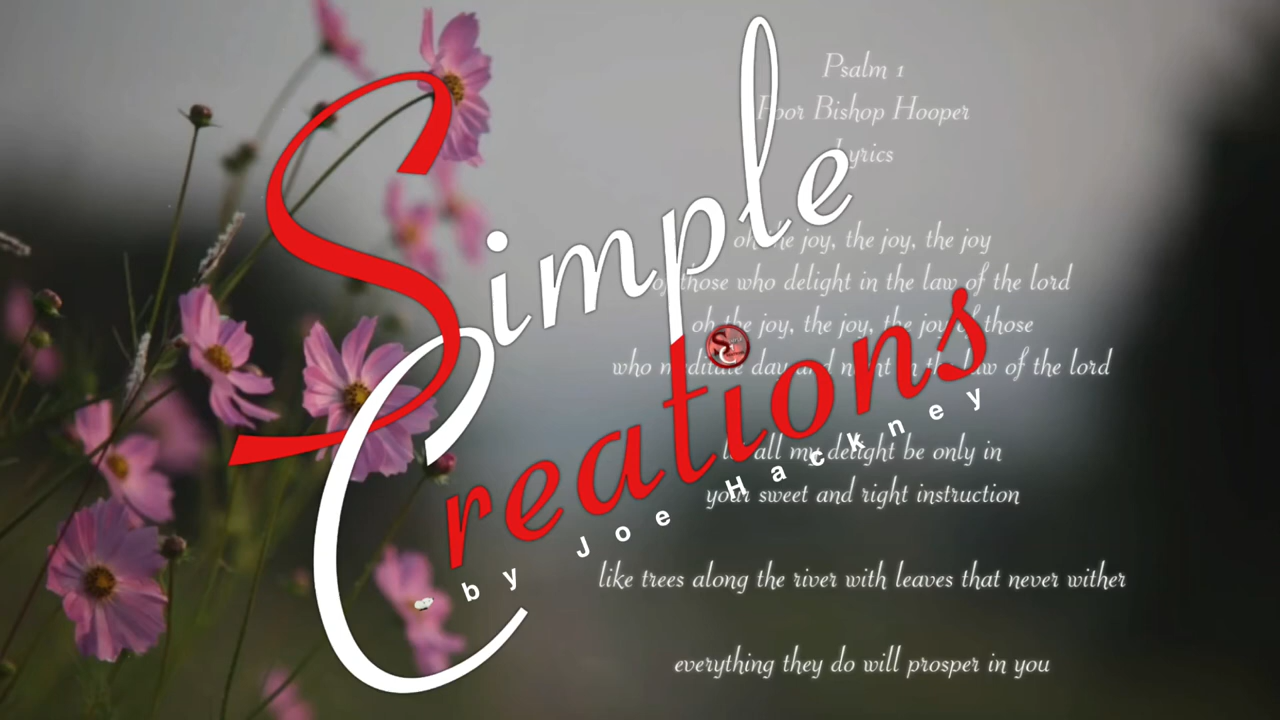 Simple
Creations
by Joe Hackney
Psalm 1
Poor Bishop Hooper
Lyrics
oh the joy, the joy, the joy
of those who delight in the law of the lord
oh the joy, the joy, the joy of those
who meditate day and night in the law of the lord
let all my delight be only in
your sweet and right instruction
like trees along the river with leaves that never wither
everything they do will prosper in you